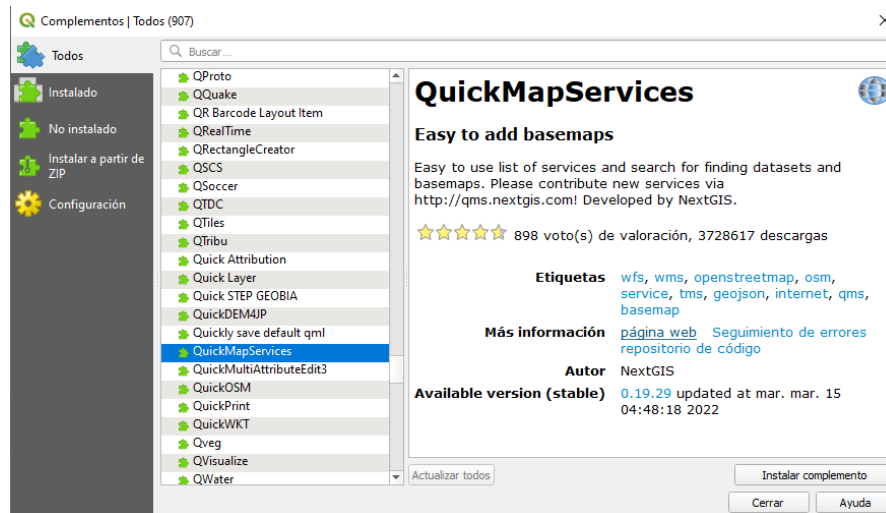 Complementos | Todos (907)
Todos
Instalado
No instalado
Instalar a partir de
ZIP
Configuración
Buscar...
QProto
QQuake
QR Barcode Layout Item
QRealTime
QRectangleCreator
QSCS
QSoccer
QTDC
QTiles
QTribu
Quick Attribution
Quick Layer
Quick STEP GEOBIA
QuickDEM4JP
Quickly save default qml
QuickMapServices
QuickMultiAttributeEdit3
QuickOSM
QuickPrint
QuickWKT
Qveg
QVisualize
QWater
QuickMapServices
Easy to add basemaps
Easy to use list of services and search for finding datasets and
basemaps. Please contribute new services via
http://qms.nextgis.com! Developed by NextGIS.
898 voto(s) de valoración, 3728617 descargas
Etiquetas wfs, wms, openstreetmap, osm,
service, tms, geojson, internet, qms,
basemap
Más información página web Seguimiento de errores
repositorio de código
Autor NextGIS
Available version (stable) 0.19.29 updated at mar. mar. 15
04:48:18 2022
Actualizar todos
Instalar complemento
Cerrar
Ayuda